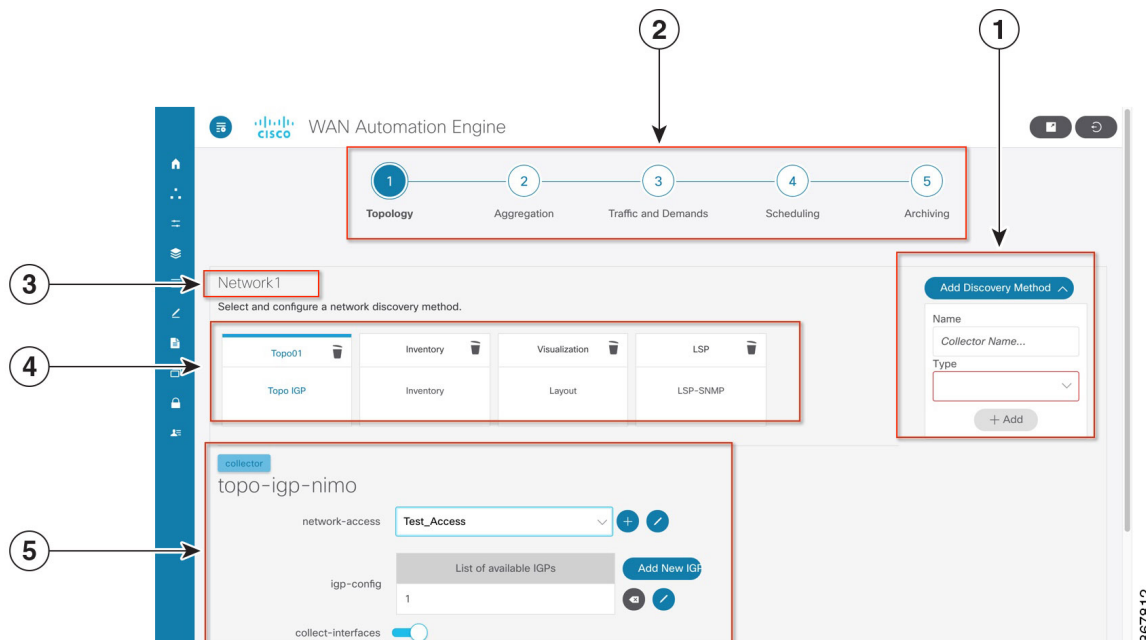 2
1
CISCO WAN Automation Engine
1 2 3 4 5
Topology Aggregation Traffic and Demands Scheduling Archiving
3
Network1
Select and configure a network discovery method.
Add Discovery Method
Name
Collector Name...
Type
+ Add
4
Topo01 Inventory Visualization LSP
Topo IGP Inventory Layout LSP-SNMP
collector
topo-igp-nimo
network-access Test_Access
5
igp-config List of available IGPs Add New IGP
1
collect-interfaces